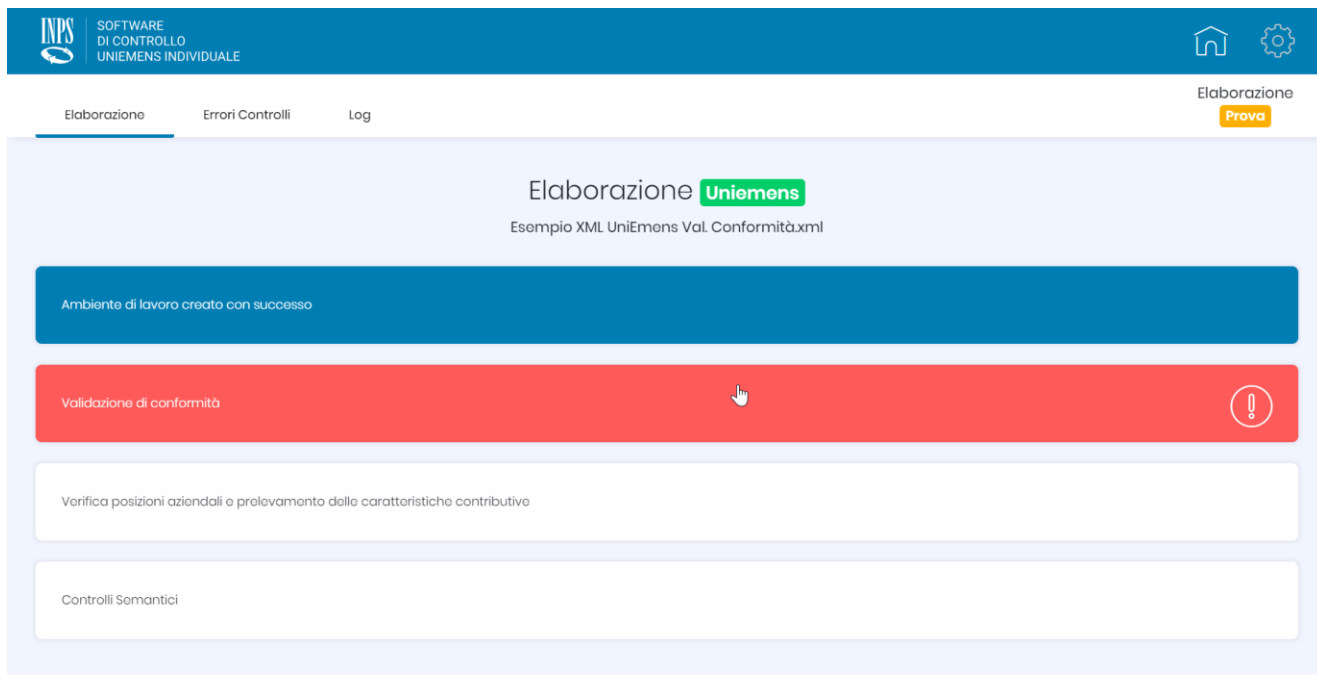 INPS
SOFTWARE
DI CONTROLLO
UNIEMENS INDIVIDUALE
Elaborazione Errori Controlli Log
Elaborazione
Prova
Elaborazione Uniemens
Esempio XML UniEmens Val. Conformità.xml
Ambiente di lavoro creato con successo
Validazione di conformità
Verifica posizioni aziendali e prelevamento delle caratteristiche contributive
Controlli Semantici